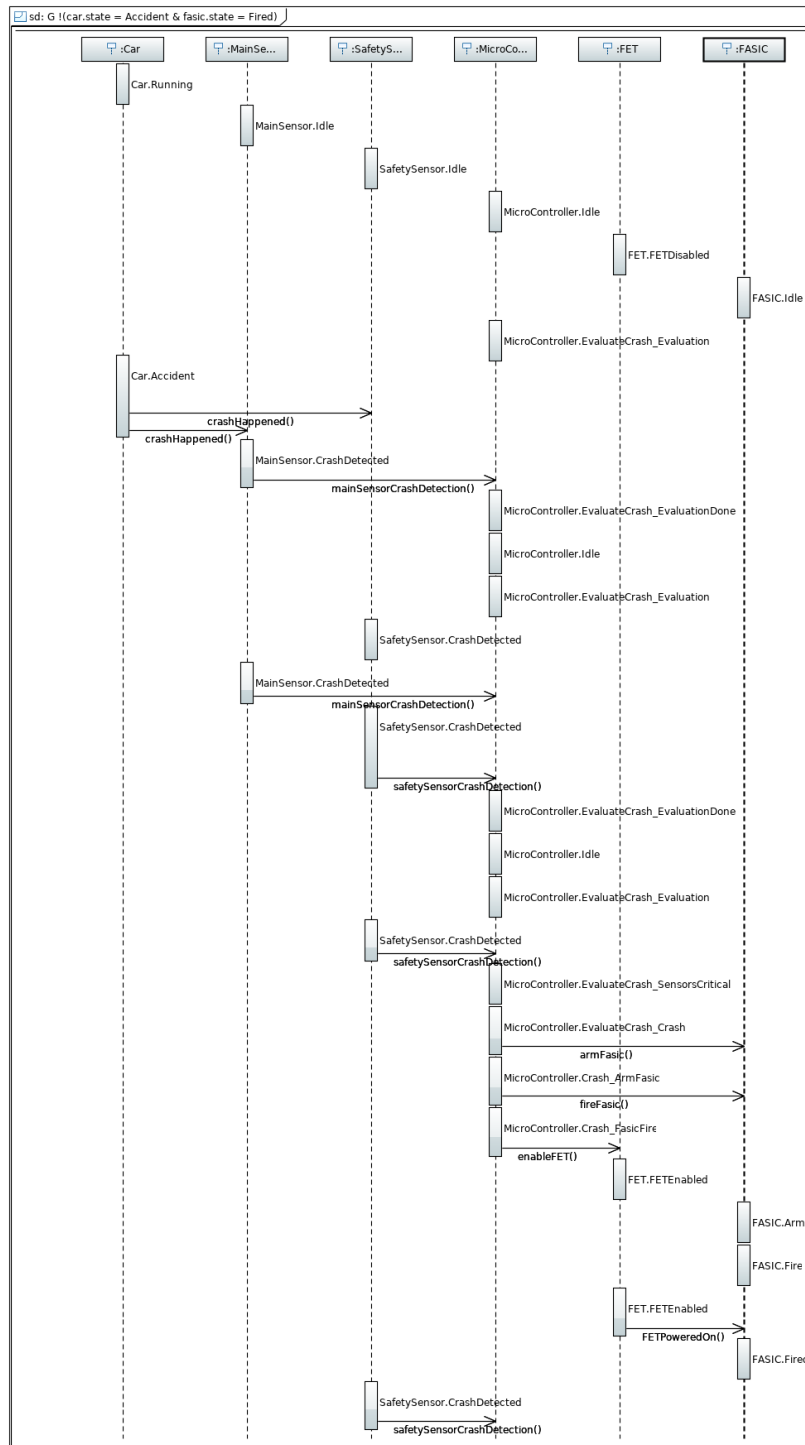 sd: G !(car.state = Accident & fasic.state = Fired)
:Car
:MainSe...
:SafetyS...
:MicroCo...
:FET
:FASIC
Car.Running
MainSensor.Idle
SafetySensor.Idle
MicroController.Idle
FET.FETDisabled
FASIC.Idle
MicroController.EvaluateCrash_Evaluation
Car.Accident
crashHappened()
crashHappened()
MainSensor.CrashDetected
mainSensorCrashDetection()
MicroController.EvaluateCrash_EvaluationDone
MicroController.Idle
MicroController.EvaluateCrash_Evaluation
SafetySensor.CrashDetected
MainSensor.CrashDetected
mainSensorCrashDetection()
SafetySensor.CrashDetected
safetySensorCrashDetection()
MicroController.EvaluateCrash_EvaluationDone
MicroController.Idle
MicroController.EvaluateCrash_Evaluation
SafetySensor.CrashDetected
safetySensorCrashDetection()
MicroController.EvaluateCrash_SensorsCritical
MicroController.EvaluateCrash_Crash
armFasic()
MicroController.Crash_ArmFasic
fireFasic()
MicroController.Crash_FasicFire
enableFET()
FET.FETEnabled
FASIC.Arm
FASIC.Fire
FET.FETEnabled
FETPoweredOn()
FASIC.Fired
SafetySensor.CrashDetected
safetySensorCrashDetection()